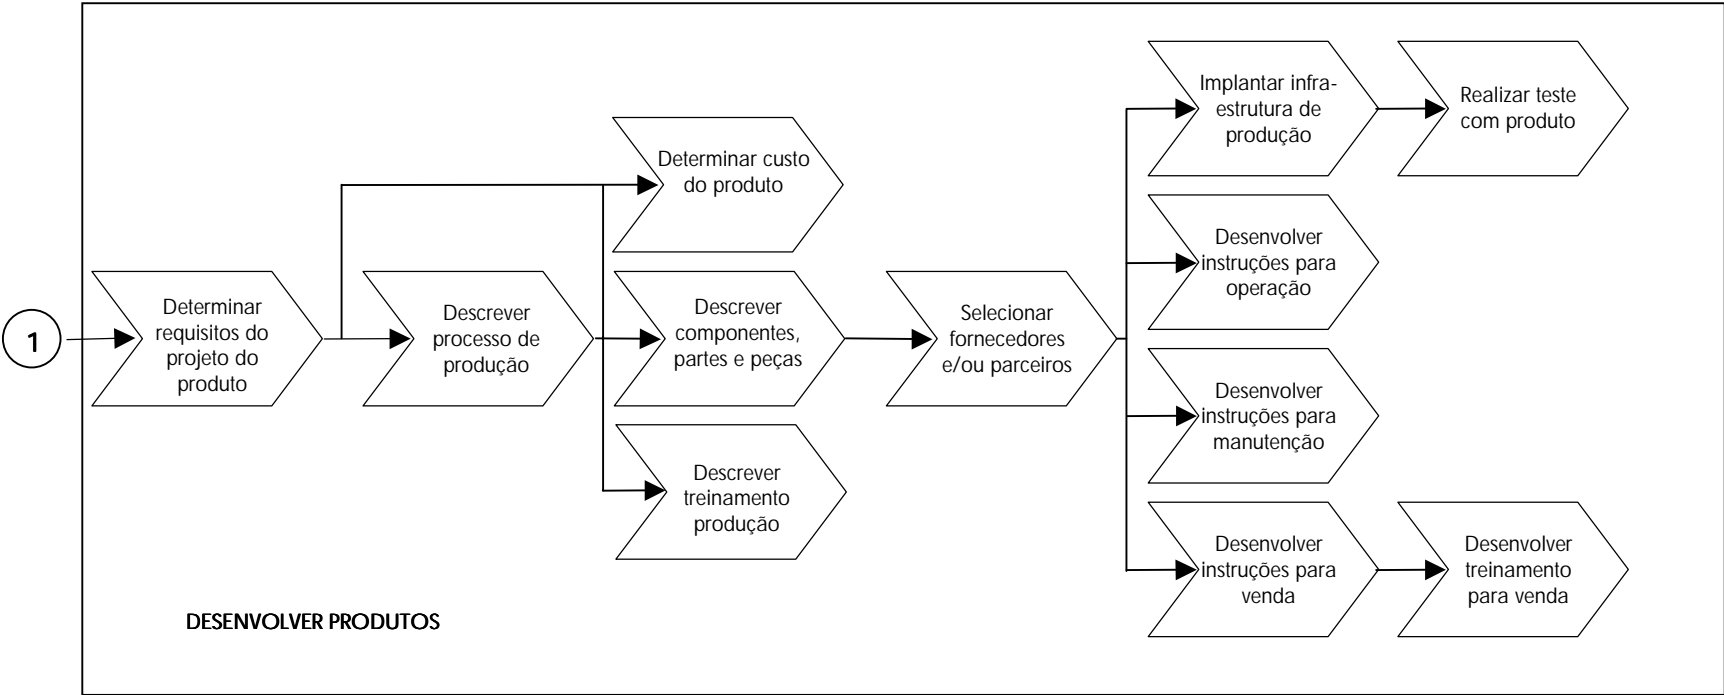 1
Determinar
requisitos do
projeto do
produto
Descrever
processo de
produção
Determinar custo
do produto
Descrever
componentes,
partes e peças
Descrever
treinamento
produção
Selecionar
fornecedores
e/ou parceiros
Implantar infra-
estrutura de
produção
Realizar teste
com produto
Desenvolver
instruções para
operação
Desenvolver
instruções para
manutenção
Desenvolver
instruções para
venda
Desenvolver
treinamento
para venda
DESENVOLVER PRODUTOS